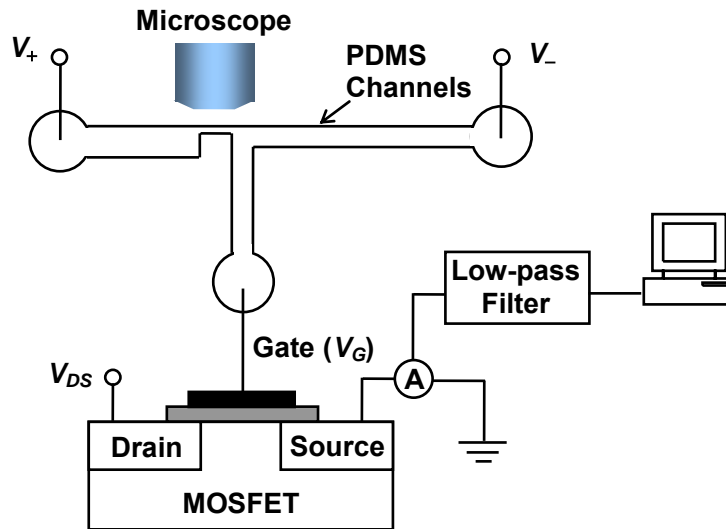 Microscope
V+
PDMS
Channels
V–
Low-pass
Filter
Gate (VG)
VDS
A
Drain
Source
MOSFET